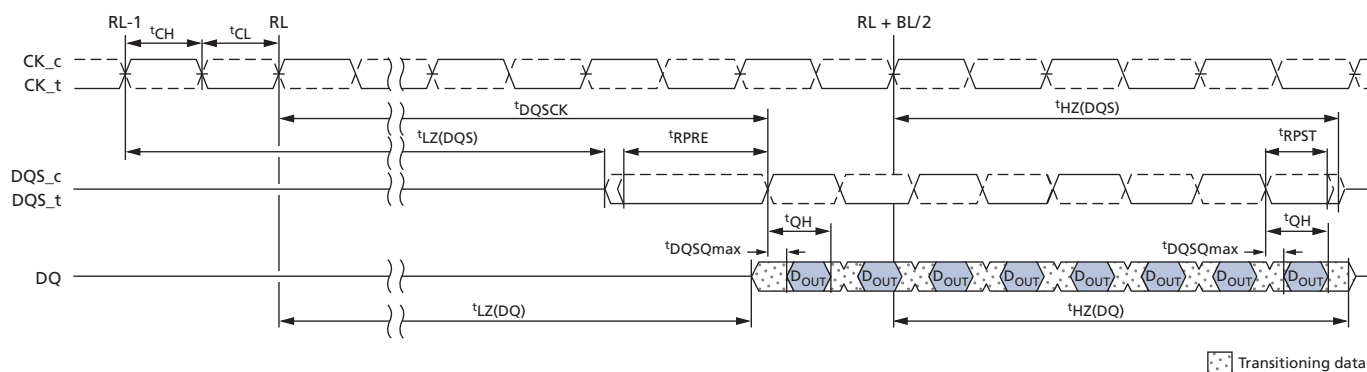 RL-1 RL RL + BL/2
tCH tCL
CK_c
CK_t
tDQSCK tHZ(DQS)
tLZ(DQS) tRPRE tRPST
DQS_c
DQS_t
tQH tQH
tDQSQmax tDQSQmax
DQ DOUT DOUT DOUT DOUT DOUT DOUT DOUT DOUT
tLZ(DQ) tHZ(DQ)
Transitioning data